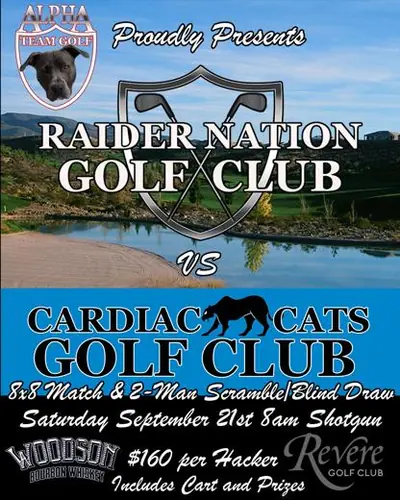 ALPHA
TEAM GOLF
Proudly Presents
RAIDER NATION
GOLF CLUB
VS
CARDIAC CATS
GOLF CLUB
8x8 Match & 2-Man Scramble/Blind Draw
Saturday September 21st 8am Shotgun
WOODSON
BOURBON WHISKEY
$160 per Hacker
Includes Cart and Prizes
Revere
GOLF CLUB